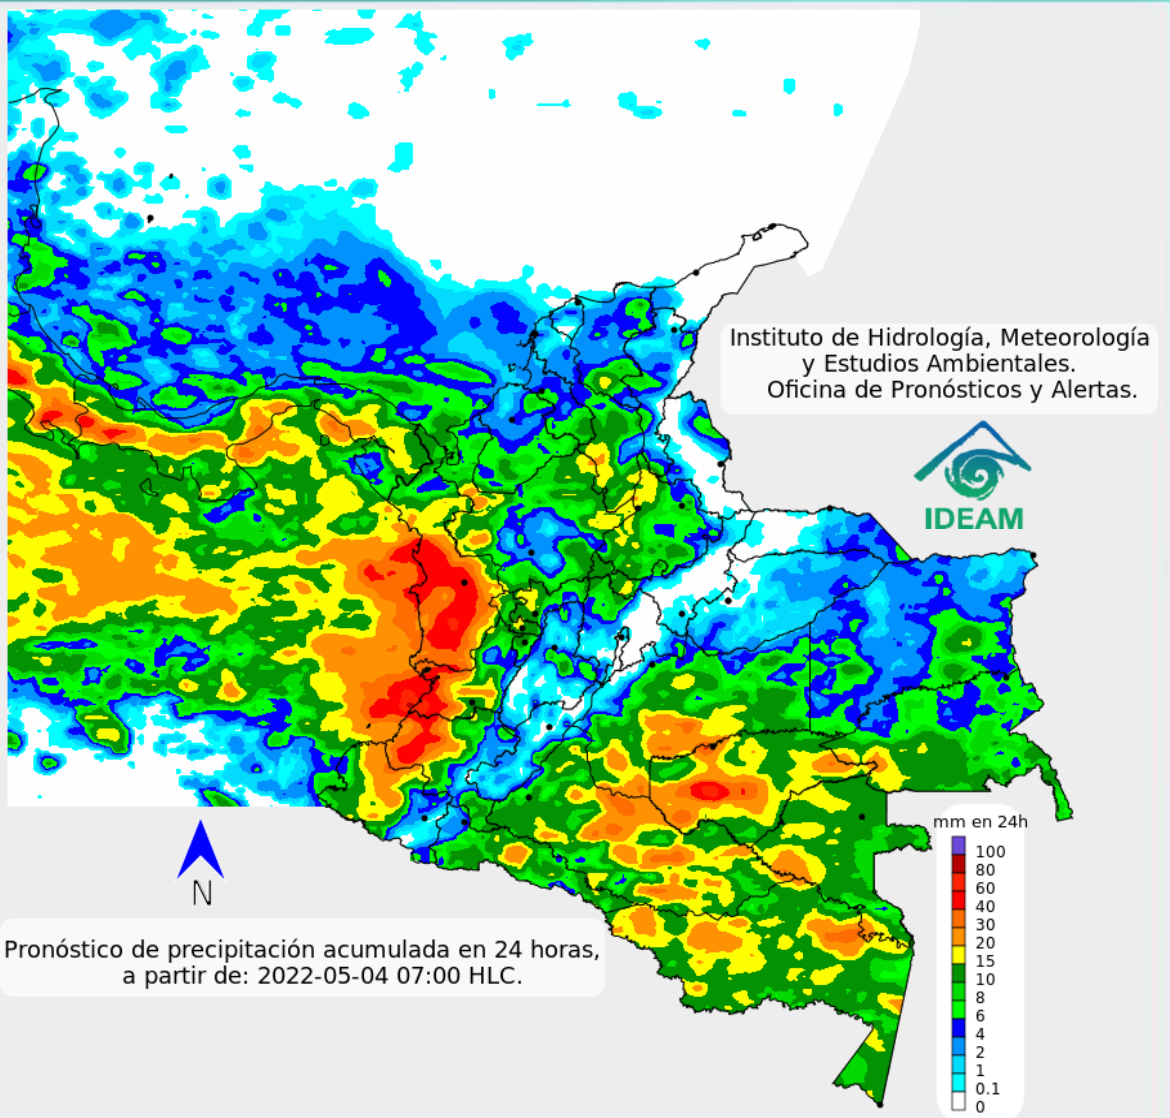 Instituto de Hidrología, Meteorología
y Estudios Ambientales.
Oficina de Pronósticos y Alertas.
IDEAM
mm en 24h
100
80
60
40
30
20
15
10
8
6
4
2
1
0.1
0
N
Pronóstico de precipitación acumulada en 24 horas,
a partir de: 2022-05-04 07:00 HLC.